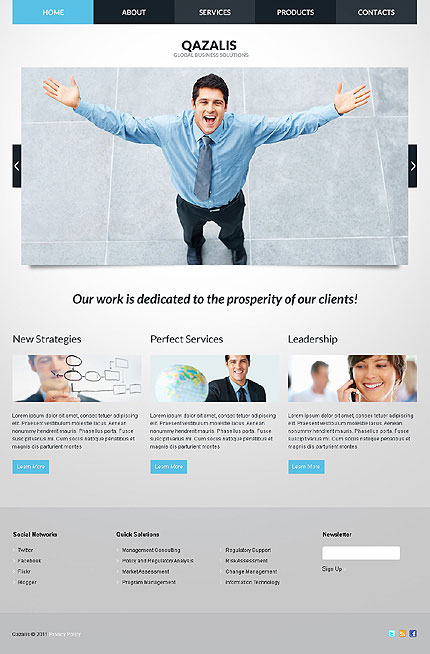 HOME ABOUT SERVICES PRODUCTS CONTACTS
QAZALIS
GLOBAL BUSINESS SOLUTIONS
Our work is dedicated to the prosperity of our clients!
New Strategies
Lorem ipsum dolor sit amet, consec tetuer adipiscing
elit. Praesent vestibulum molestie lacus. Aenean
nonummy hendrerit mauris. Phasellus porta. Fusce
suscipit varius mi. Cum sociis natoque penatibus et
magnis dis parturient montes
Learn More
Perfect Services
Lorem ipsum dolor sit amet, consec tetuer adipiscing
elit. Praesent vestibulum molestie lacus. Aenean
nonummy hendrerit mauris. Phasellus porta. Fusce
suscipit varius mi. Cum sociis natoque penatibus et
magnis dis parturient montes
Learn More
Leadership
Lorem ipsum dolor sit amet, consec tetuer adipiscing
elit. Praesent vestibulum molestie lacus. Aenean
nonummy hendrerit mauris. Phasellus porta. Fusce
suscipit varius mi. Cum sociis natoque penatibus et
magnis dis parturient montes
Learn More
Social Networks
Twitter
Facebook
Flickr
Blogger
Quick Solutions
Management Consulting
Policy and Regulatory Analysis
Market Assessment
Program Management
Regulatory Support
Risk Assessment
Change Management
Information Technology
Newsletter
Sign Up
Qazalis © 2011 Privacy Policy